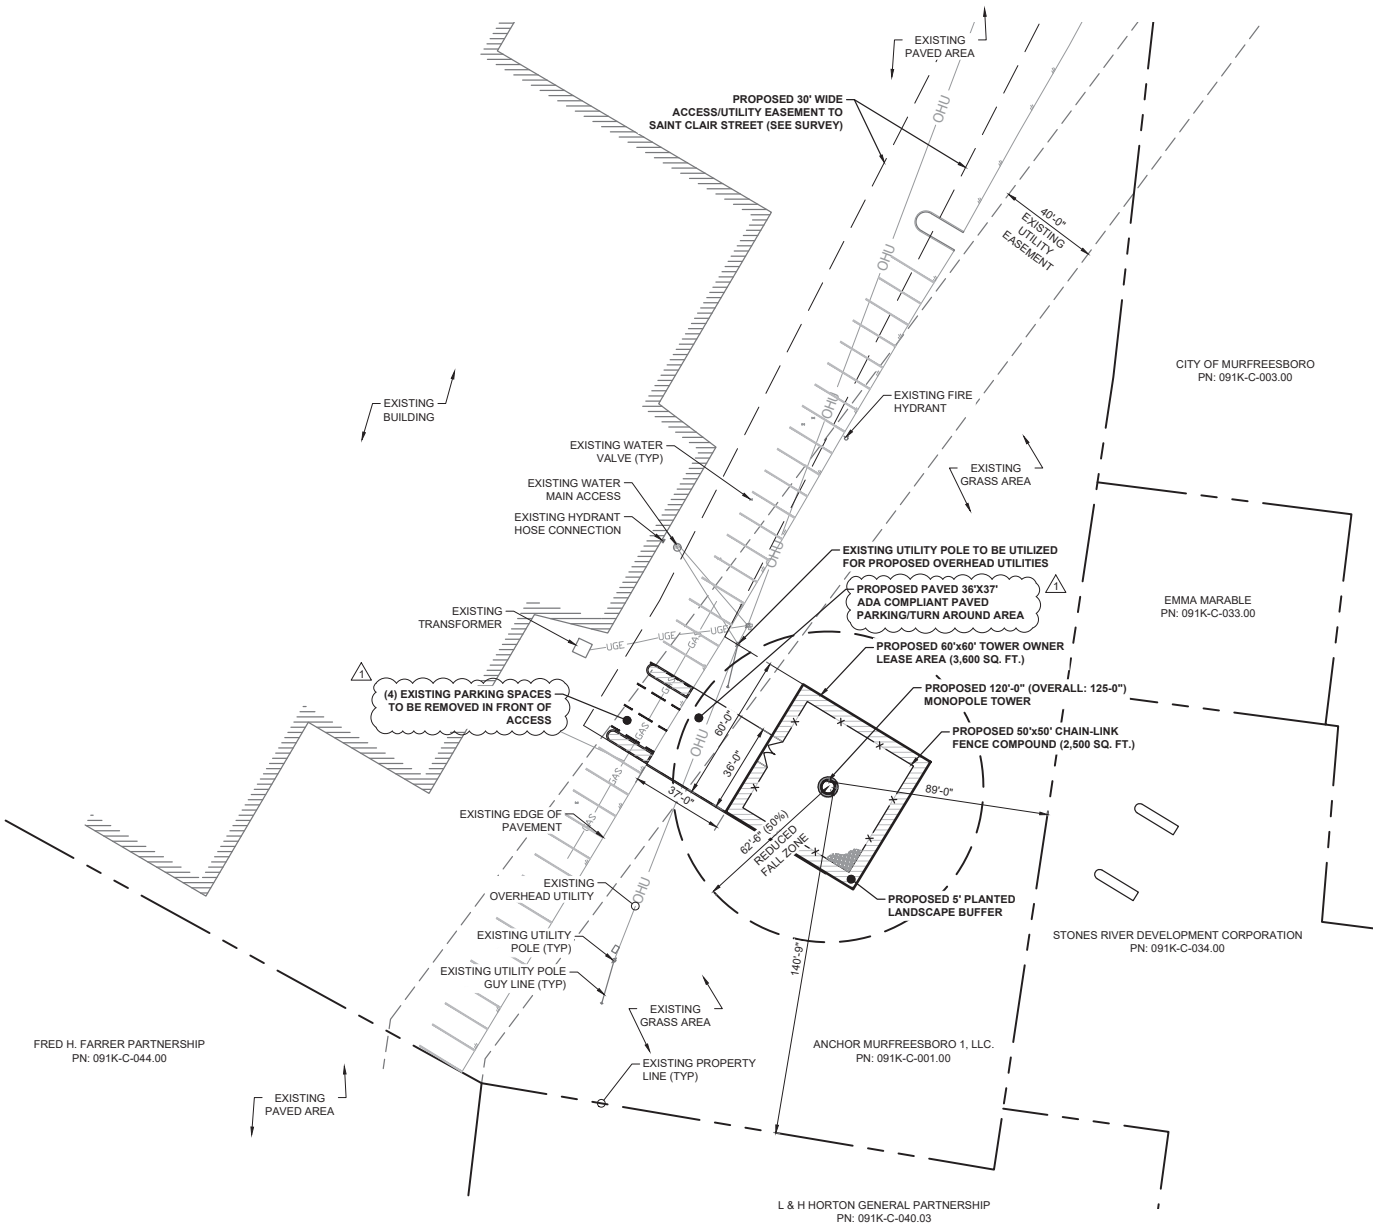 EXISTING
PAVED AREA
PROPOSED 30' WIDE
ACCESS/UTILITY EASEMENT TO
SAINT CLAIR STREET (SEE SURVEY)
OHU
40'-0"
EXISTING
UTILITY
EASEMENT
OHU
CITY OF MURFREESBORO
PN: 091K-C-003.00
EXISTING
BUILDING
EXISTING FIRE
HYDRANT
OHU
EXISTING WATER
VALVE (TYP)
EXISTING
GRASS AREA
EXISTING WATER
MAIN ACCESS
EXISTING HYDRANT
HOSE CONNECTION
OHU
EXISTING UTILITY POLE TO BE UTILIZED
FOR PROPOSED OVERHEAD UTILITIES
PROPOSED PAVED 36'X37'
ADA COMPLIANT PAVED
PARKING/TURN AROUND AREA
1
EMMA MARABLE
PN: 091K-C-033.00
EXISTING
TRANSFORMER
UGE
UGE
UGE
GAS
PROPOSED 60'x60' TOWER OWNER
LEASE AREA (3,600 SQ. FT.)
1
(4) EXISTING PARKING SPACES
TO BE REMOVED IN FRONT OF
ACCESS
GAS
PROPOSED 120'-0" (OVERALL: 125-0")
MONOPOLE TOWER
60'-0"
GAS
OHU
PROPOSED 50'x50' CHAIN-LINK
FENCE COMPOUND (2,500 SQ. FT.)
36'-0"
GAS
37'-0"
89'-0"
X
X
X
X
X
X
X
EXISTING EDGE OF
PAVEMENT
GAS
62'-6" (50%)
REDUCED
FALL ZONE
EXISTING
OVERHEAD UTILITY
OHU
PROPOSED 5' PLANTED
LANDSCAPE BUFFER
EXISTING UTILITY
POLE (TYP)
STONES RIVER DEVELOPMENT CORPORATION
PN: 091K-C-034.00
140'-9"
EXISTING UTILITY POLE
GUY LINE (TYP)
EXISTING
GRASS AREA
FRED H. FARRER PARTNERSHIP
PN: 091K-C-044.00
ANCHOR MURFREESBORO 1, LLC.
PN: 091K-C-001.00
EXISTING PROPERTY
LINE (TYP)
EXISTING
PAVED AREA
L & H HORTON GENERAL PARTNERSHIP
PN: 091K-C-040.03